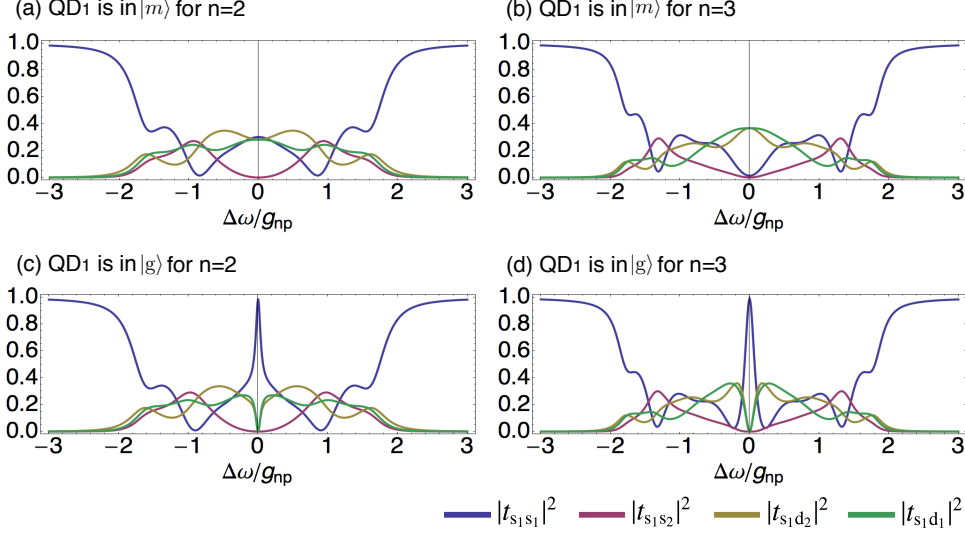 (a) QD1 is in |m⟩ for n=2
(b) QD1 is in |m⟩ for n=3
1.0
0.8
0.6
0.4
0.2
0.0
−3 −2 −1 0 1 2 3
Δω/gnp
1.0
0.8
0.6
0.4
0.2
0.0
−3 −2 −1 0 1 2 3
Δω/gnp
(c) QD1 is in |g⟩ for n=2
(d) QD1 is in |g⟩ for n=3
1.0
0.8
0.6
0.4
0.2
0.0
−3 −2 −1 0 1 2 3
Δω/gnp
1.0
0.8
0.6
0.4
0.2
0.0
−3 −2 −1 0 1 2 3
Δω/gnp
|ts1s1|² |ts1s2|² |ts1d2|² |ts1d1|²